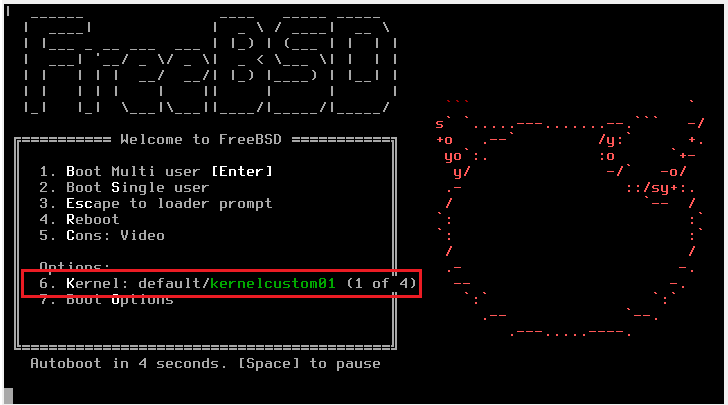 FreeBSD
Welcome to FreeBSD
1. Boot Multi user [Enter]
2. Boot Single user
3. Escape to loader prompt
4. Reboot
5. Cons: Video
Options:
6. Kernel: default/kernelcustom01 (1 of 4)
7. Boot Options
Autoboot in 4 seconds. [Space] to pause